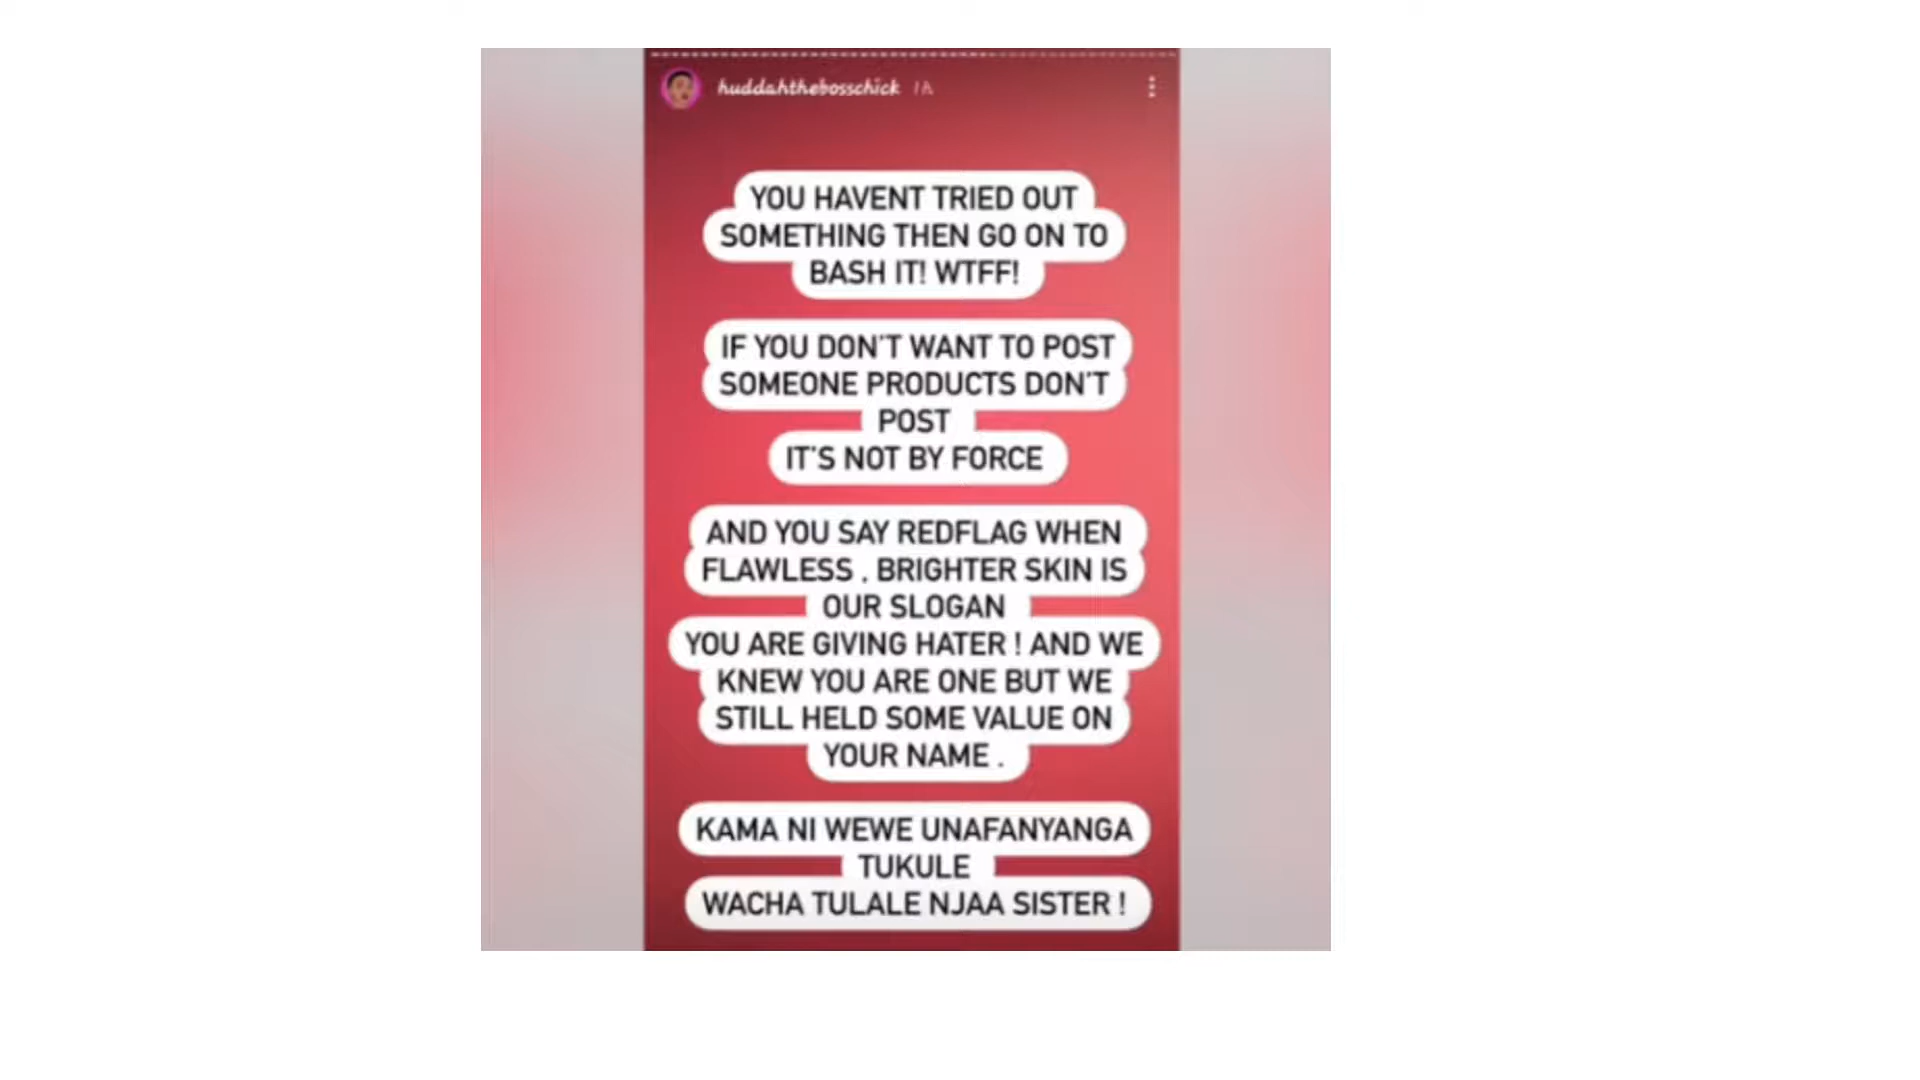 huddahthebosschick 1h
YOU HAVENT TRIED OUT
SOMETHING THEN GO ON TO
BASH IT! WTFF!
IF YOU DON'T WANT TO POST
SOMEONE PRODUCTS DON'T
POST
IT'S NOT BY FORCE
AND YOU SAY REDFLAG WHEN
FLAWLESS , BRIGHTER SKIN IS
OUR SLOGAN
YOU ARE GIVING HATER ! AND WE
KNEW YOU ARE ONE BUT WE
STILL HELD SOME VALUE ON
YOUR NAME .
KAMA NI WEWE UNAFANYANGA
TUKULE
WACHA TULALE NJAA SISTER !